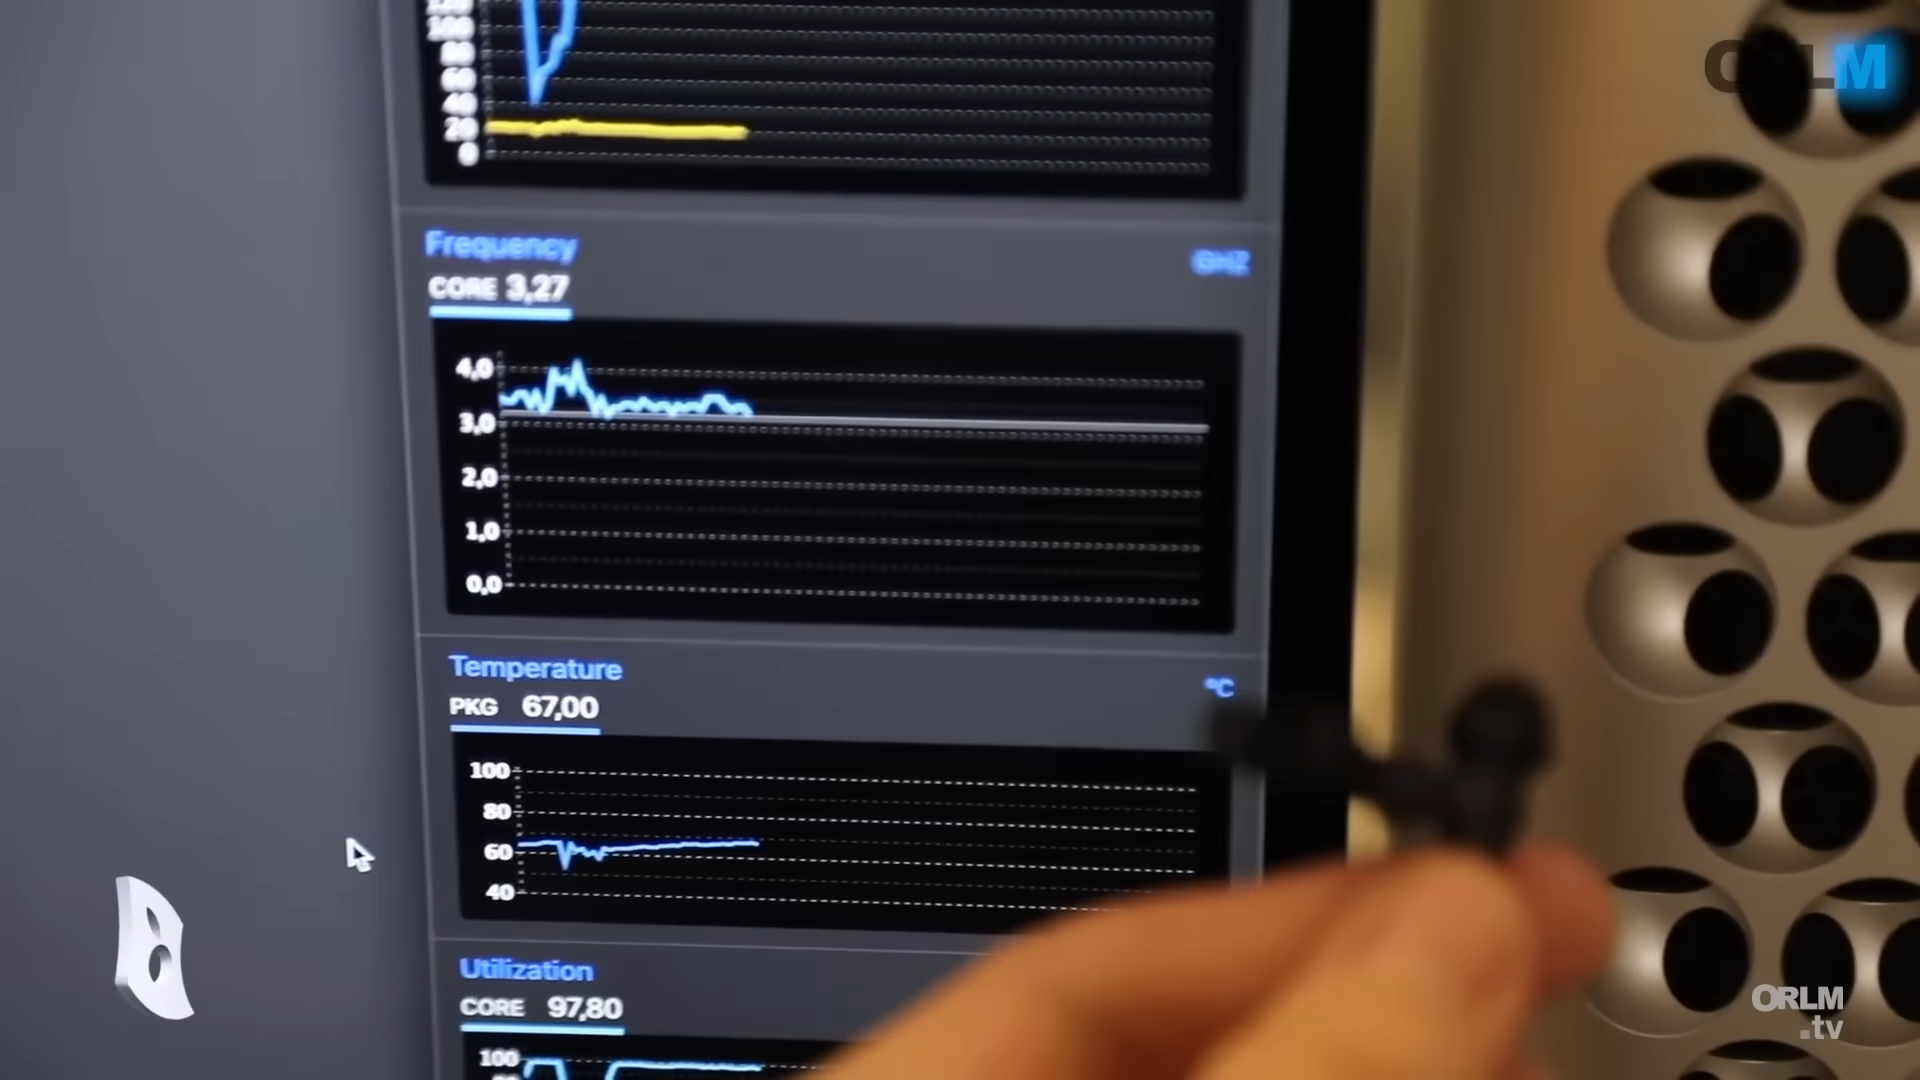 100
80
60
40
20
0
Frequency
GHZ
CORE 3,27
4,0
3,0
2,0
1,0
0,0
Temperature
°C
PKG 67,00
100
80
60
40
Utilization
CORE 97,80
100
ORLM
ORLM
.tv